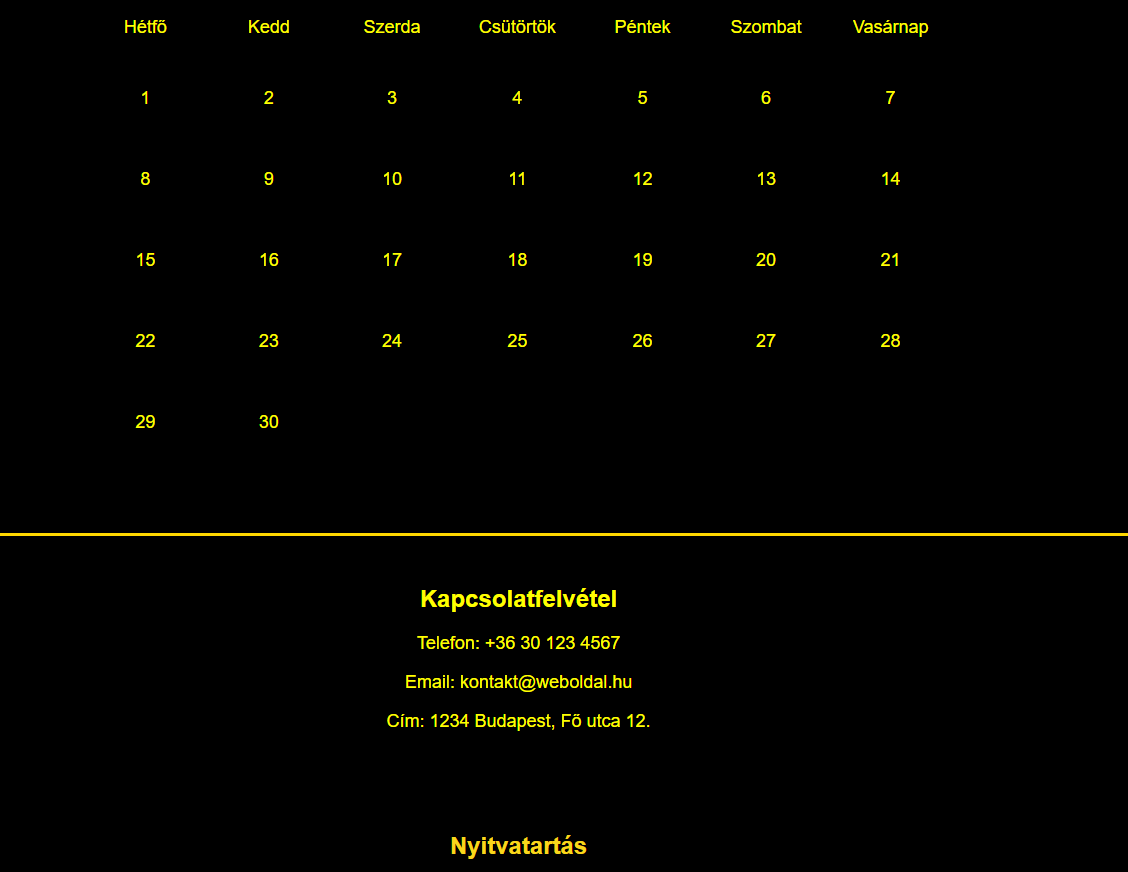 Hétfő Kedd Szerda Csütörtök Péntek Szombat Vasárnap
1 2 3 4 5 6 7
8 9 10 11 12 13 14
15 16 17 18 19 20 21
22 23 24 25 26 27 28
29 30
Kapcsolatfelvétel
Telefon: +36 30 123 4567
Email: kontakt@weboldal.hu
Cím: 1234 Budapest, Fő utca 12.
Nyitvatartás